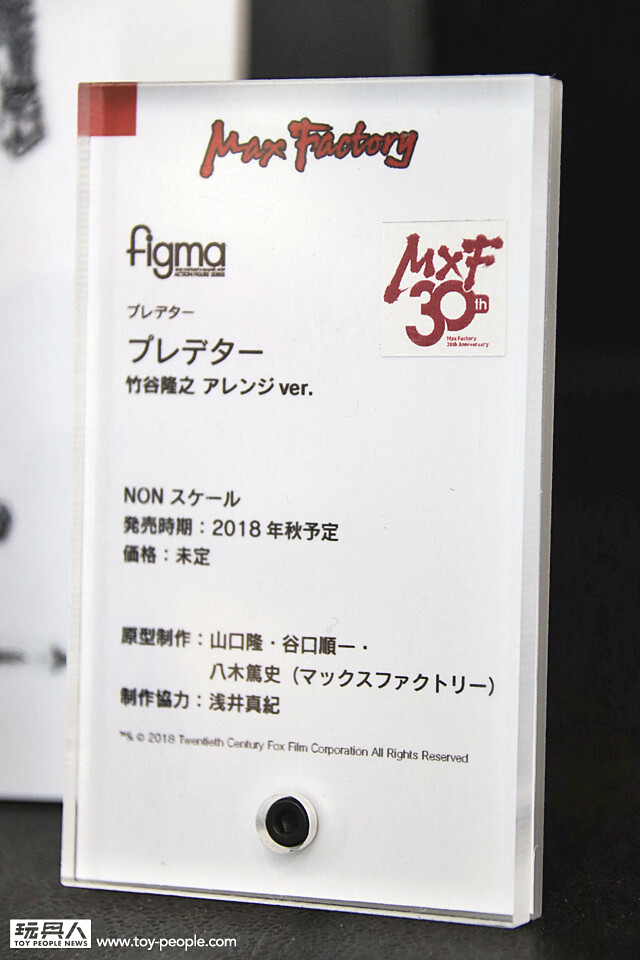 Max Factory
figma
ACTION FIGURE SERIES
MXF
30th
Max Factory
30th Anniversary
プレデター
プレデター
竹谷隆之 アレンジ ver.
NON スケール
発売時期：2018 年秋予定
価格：未定
原型制作：山口隆・谷口順一・
八木篤史（マックスファクトリー）
制作協力：浅井真紀
™& © 2018 Twentieth Century Fox Film Corporation All Rights Reserved
玩具人
TOY PEOPLE NEWS
www.toy-people.com